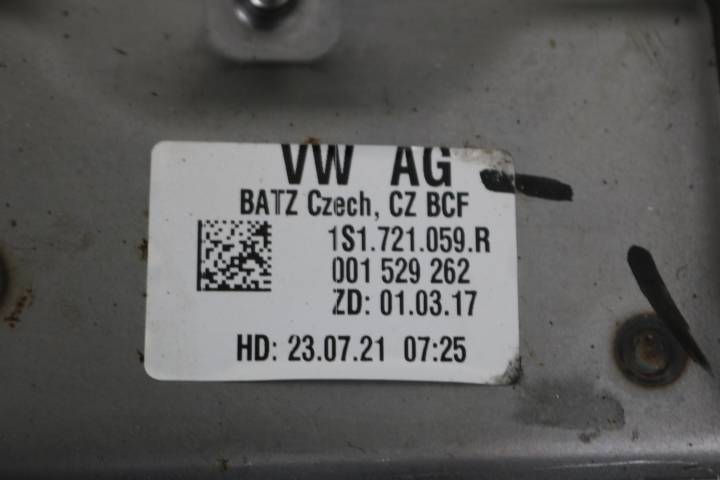 VW AG
BATZ Czech, CZ BCF
1S1.721.059.R
001 529 262
ZD: 01.03.17
HD: 23.07.21 07:25